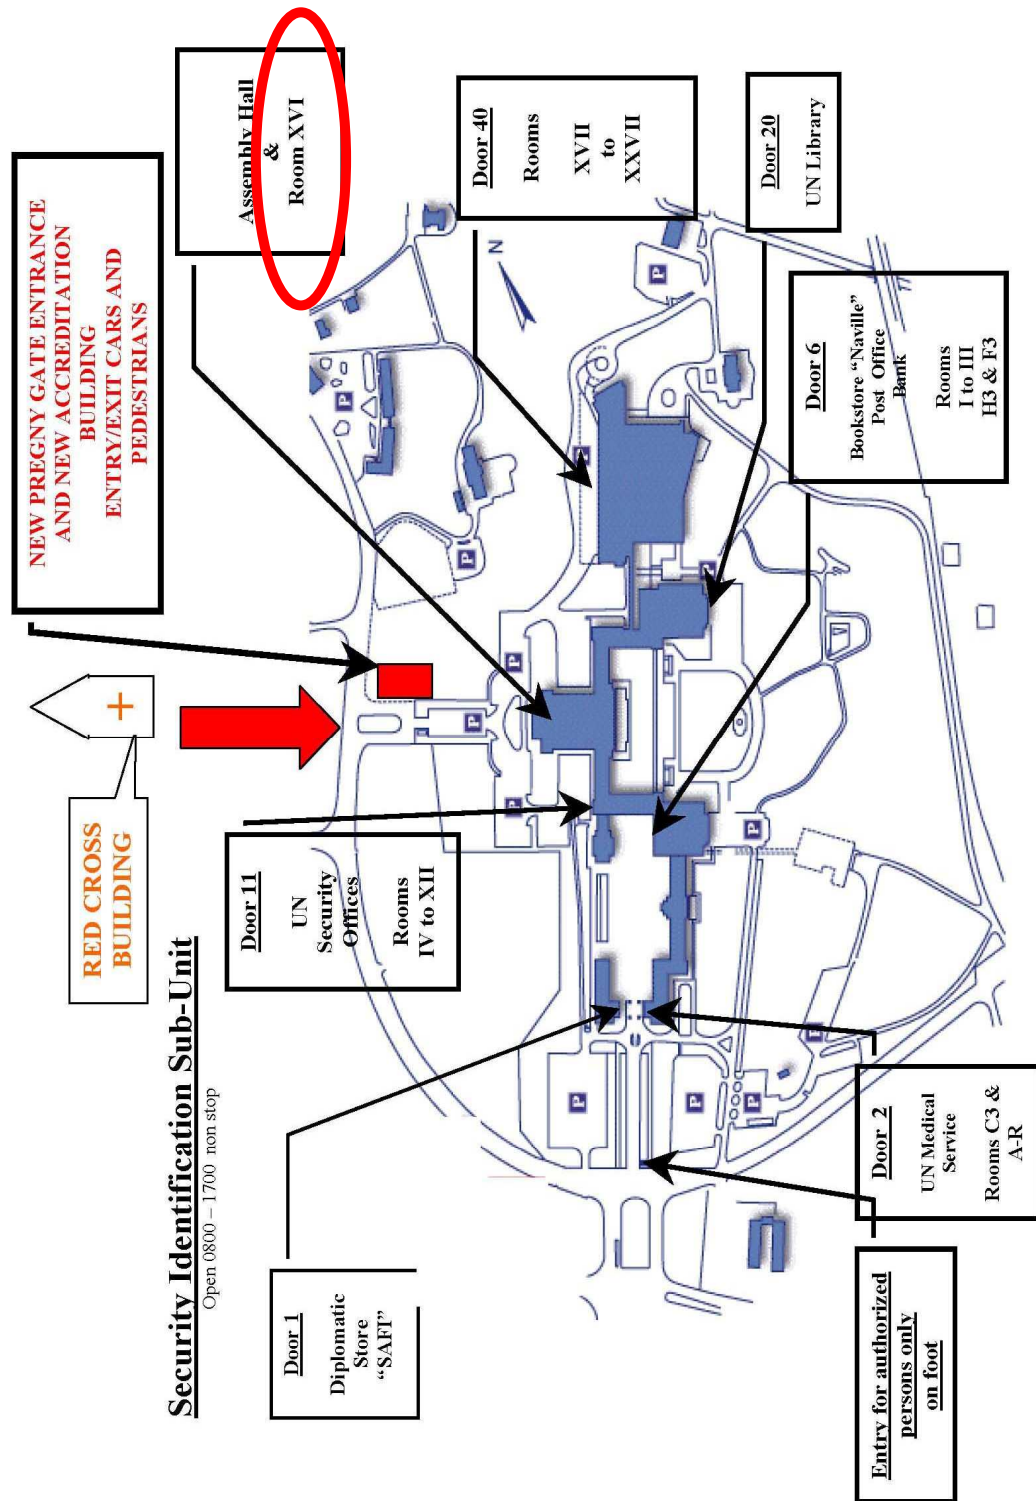 Security Identification Sub-Unit
Open 0800 – 1700 non stop
RED CROSS
BUILDING
NEW PREGNY GATE ENTRANCE
AND NEW ACCREDITATION
BUILDING
ENTRY/EXIT CARS AND
PEDESTRIANS
Door 1
Diplomatic
Store
“SAFI”
Door 11
UN
Security
Offices
Rooms
IV to XII
Assembly Hall
&
Room XVI
Door 40
Rooms
XVII
to
XXVII
Door 20
UN Library
Door 6
Bookstore “Naville”
Post Office
Bank
Rooms
I to III
H3 & F3
Door 2
UN Medical
Service
Rooms C3 &
A-R
Entry for authorized
persons only
on foot
N
P
P
P
P
P
P
P
P
P
P
P
P
P
P